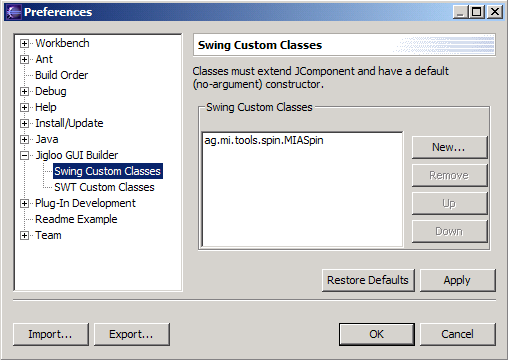 Preferences
Workbench
Ant
Build Order
Debug
Help
Install/Update
Java
Jigloo GUI Builder
Swing Custom Classes
SWT Custom Classes
Plug-In Development
Readme Example
Team
Swing Custom Classes
Classes must extend JComponent and have a default
(no-argument) constructor.
Swing Custom Classes
ag.mi.tools.spin.MIASpin
New...
Remove
Up
Down
Restore Defaults
Apply
Import...
Export...
OK
Cancel